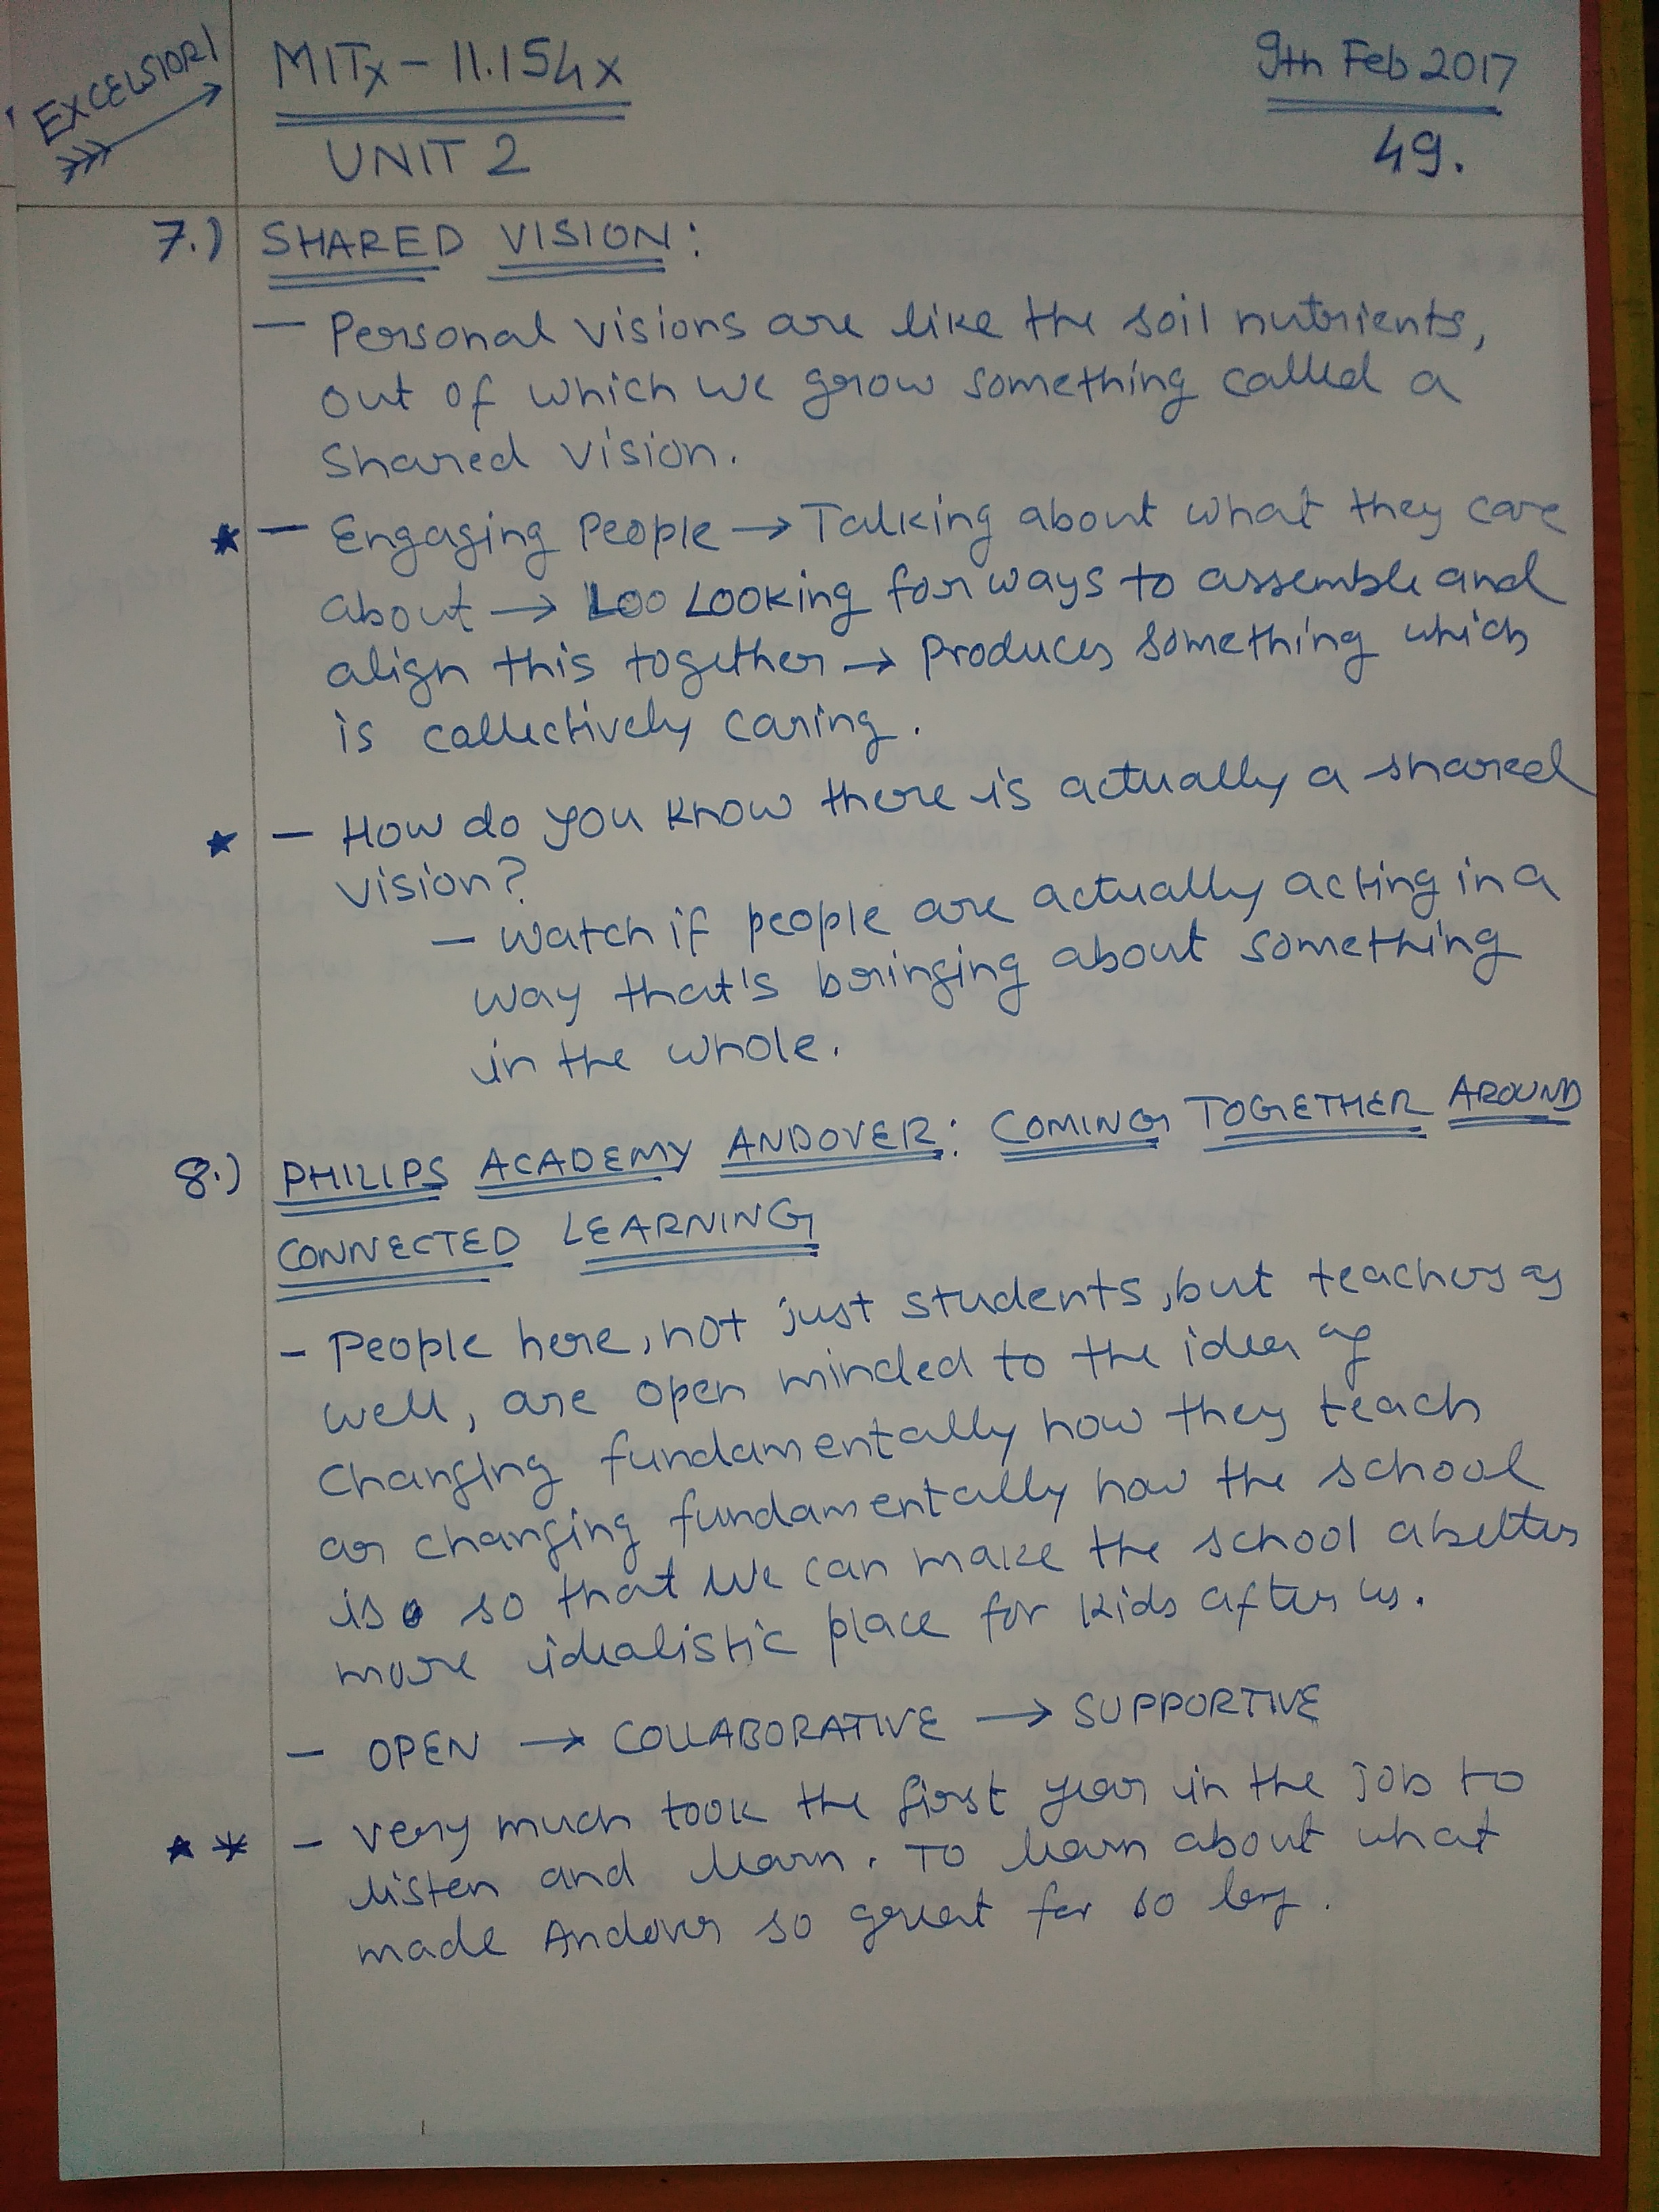 EXCELSIOR!
MITx - 11.154x
9th Feb 2017
UNIT 2
49.
7.) SHARED VISION:
— Personal visions are like the soil nutrients,
out of which we grow something called a
Shared vision.
★ — Engaging People → Talking about what they care
about → Loo Looking for ways to assemble and
align this together → Produces something which
is collectively caring.
★ — How do you know there is actually a shared
vision?
— Watch if people are actually acting in a
way that's bringing about something
in the whole.
8.) PHILIPS ACADEMY ANDOVER: COMING TOGETHER AROUND
CONNECTED LEARNING
- People here, not just students, but teachers as
well, are open minded to the idea of
changing fundamentally how they teach
or changing fundamentally how the school
is so that we can make the school a better
more idealistic place for kids after us.
— OPEN → COLLABORATIVE → SUPPORTIVE
★ * - Very much took the first year in the job to
listen and learn. To learn about what
made Andover so great for so long.